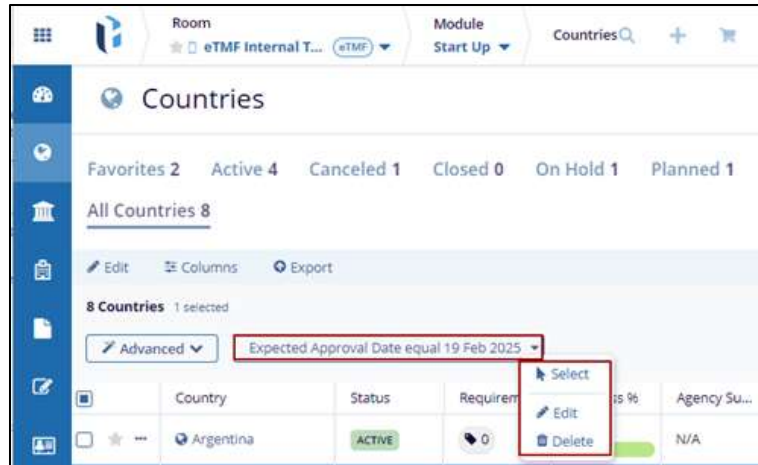 Room
eTMF Internal T... eTMF
Module
Start Up
Countries
Countries
Favorites 2 Active 4 Canceled 1 Closed 0 On Hold 1 Planned 1
All Countries 8
Edit Columns Export
8 Countries 1 selected
Advanced Expected Approval Date equal 19 Feb 2025
Select
Edit
Delete
Country Status Requirem ss % Agency Su...
Argentina ACTIVE 0 N/A